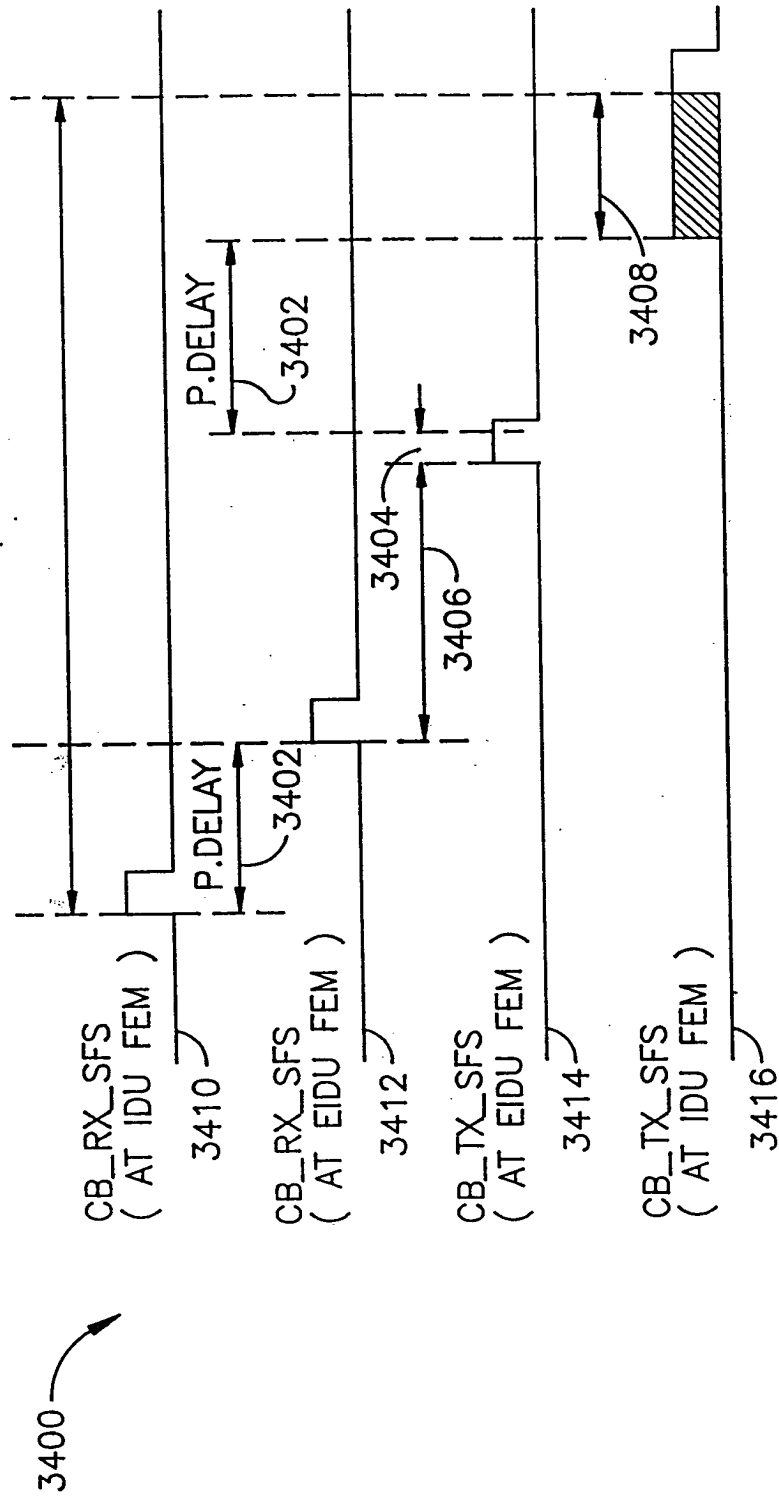 3400
CB_RX_SFS
( AT IDU FEM )
3410
P.DELAY
3402
CB_RX_SFS
( AT EIDU FEM )
3412
P.DELAY
3402
3404
3406
CB_TX_SFS
( AT EIDU FEM )
3414
3408
CB_TX_SFS
( AT IDU FEM )
3416